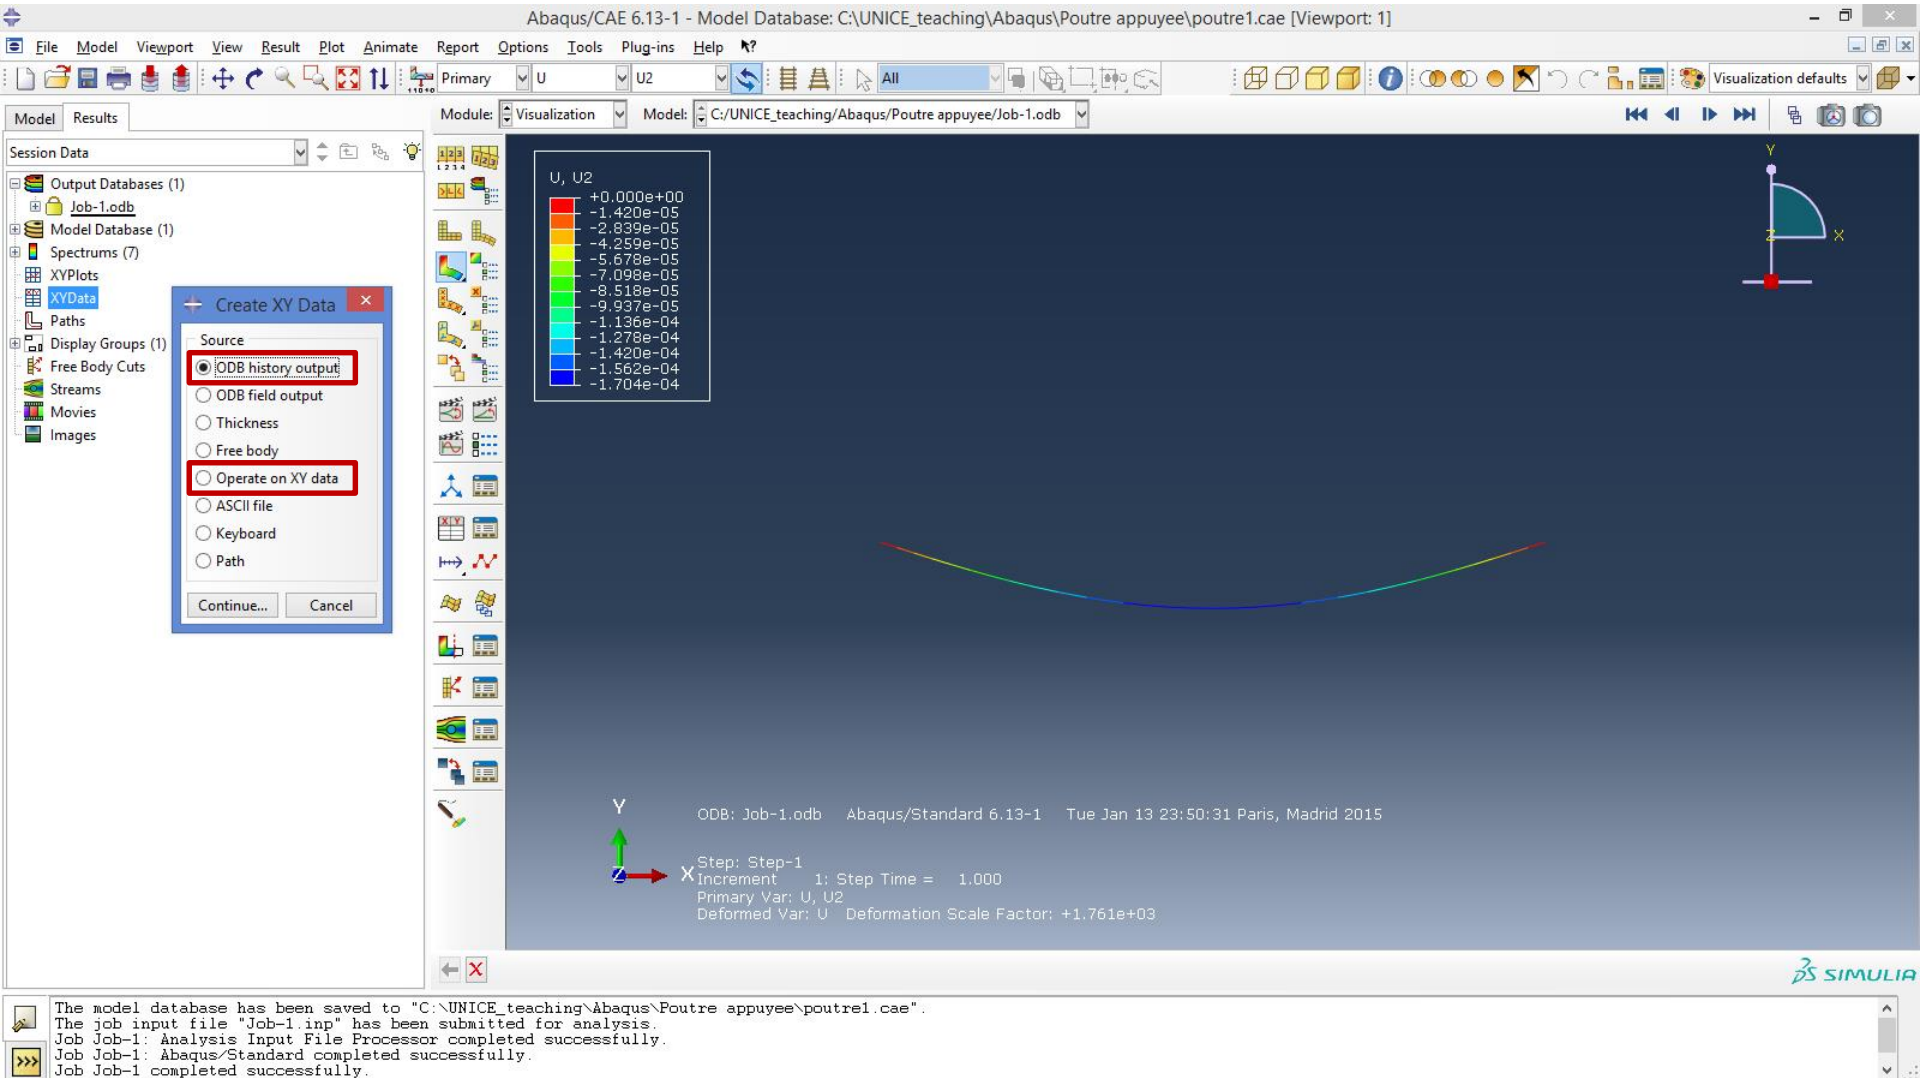 Abaqus/CAE 6.13-1 - Model Database: C:\UNICE_teaching\Abaqus\Poutre appuyee\poutre1.cae [Viewport: 1]
File Model Viewport View Result Plot Animate Report Options Tools Plug-ins Help
Primary U U2 All Visualization defaults
Model Results
Module: Visualization Model: C:/UNICE_teaching/Abaqus/Poutre appuyee/Job-1.odb
Session Data
Output Databases (1)
Job-1.odb
Model Database (1)
Spectrums (7)
XYPlots
XYData
Paths
Display Groups (1)
Free Body Cuts
Streams
Movies
Images
Create XY Data
Source
ODB history output
ODB field output
Thickness
Free body
Operate on XY data
ASCII file
Keyboard
Path
Continue... Cancel
U, U2
+0.000e+00
-1.420e-05
-2.839e-05
-4.259e-05
-5.678e-05
-7.098e-05
-8.518e-05
-9.937e-05
-1.136e-04
-1.278e-04
-1.420e-04
-1.562e-04
-1.704e-04
Y
Z X
Y
Z X
ODB: Job-1.odb Abaqus/Standard 6.13-1 Tue Jan 13 23:50:31 Paris, Madrid 2015
Step: Step-1
Increment 1: Step Time = 1.000
Primary Var: U, U2
Deformed Var: U Deformation Scale Factor: +1.761e+03
SIMULIA
The model database has been saved to "C:\UNICE_teaching\Abaqus\Poutre appuyee\poutre1.cae".
The job input file "Job-1.inp" has been submitted for analysis.
Job Job-1: Analysis Input File Processor completed successfully.
Job Job-1: Abaqus/Standard completed successfully.
Job Job-1 completed successfully.